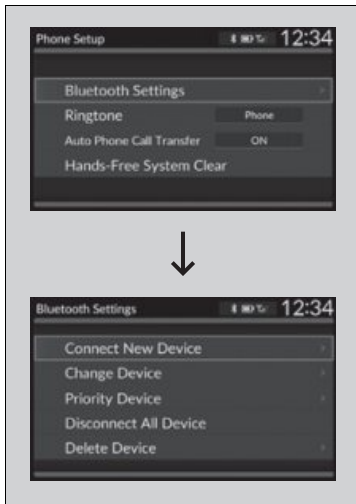 Phone Setup 12:34
Bluetooth Settings
Ringtone Phone
Auto Phone Call Transfer ON
Hands-Free System Clear
Bluetooth Settings 12:34
Connect New Device
Change Device
Priority Device
Disconnect All Device
Delete Device